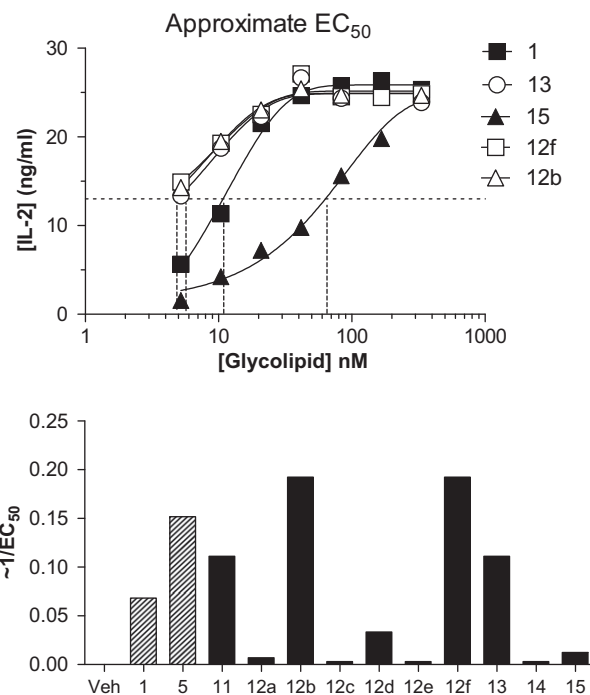 Approximate EC50
30
20
10
0
[IL-2] (ng/ml)
1 10 100 1000
[Glycolipid] nM
1
13
15
12f
12b
0.25
0.20
0.15
0.10
0.05
0.00
~1/EC50
Veh 1 5 11 12a 12b 12c 12d 12e 12f 13 14 15